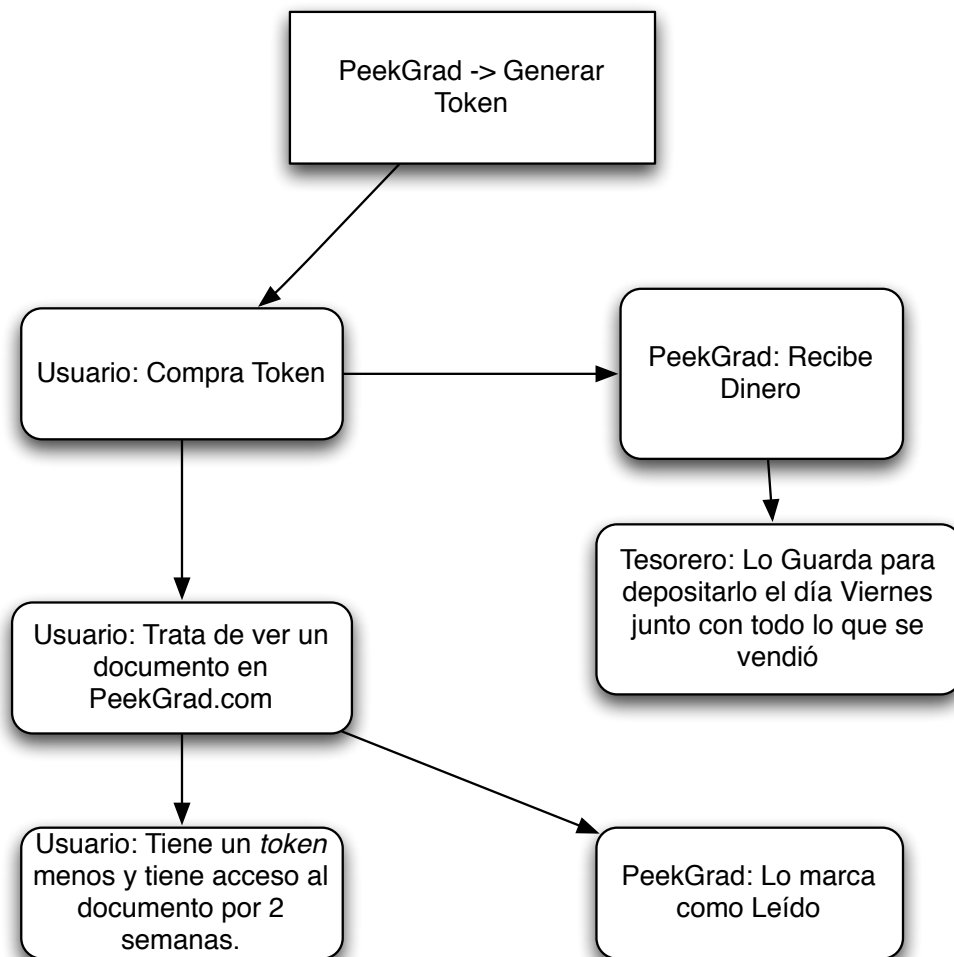 PeekGrad -> Generar
Token
Usuario: Compra Token
PeekGrad: Recibe
Dinero
Tesorero: Lo Guarda para
depositarlo el día Viernes
junto con todo lo que se
vendió
Usuario: Trata de ver un
documento en
PeekGrad.com
Usuario: Tiene un token
menos y tiene acceso al
documento por 2
semanas.
PeekGrad: Lo marca
como Leído